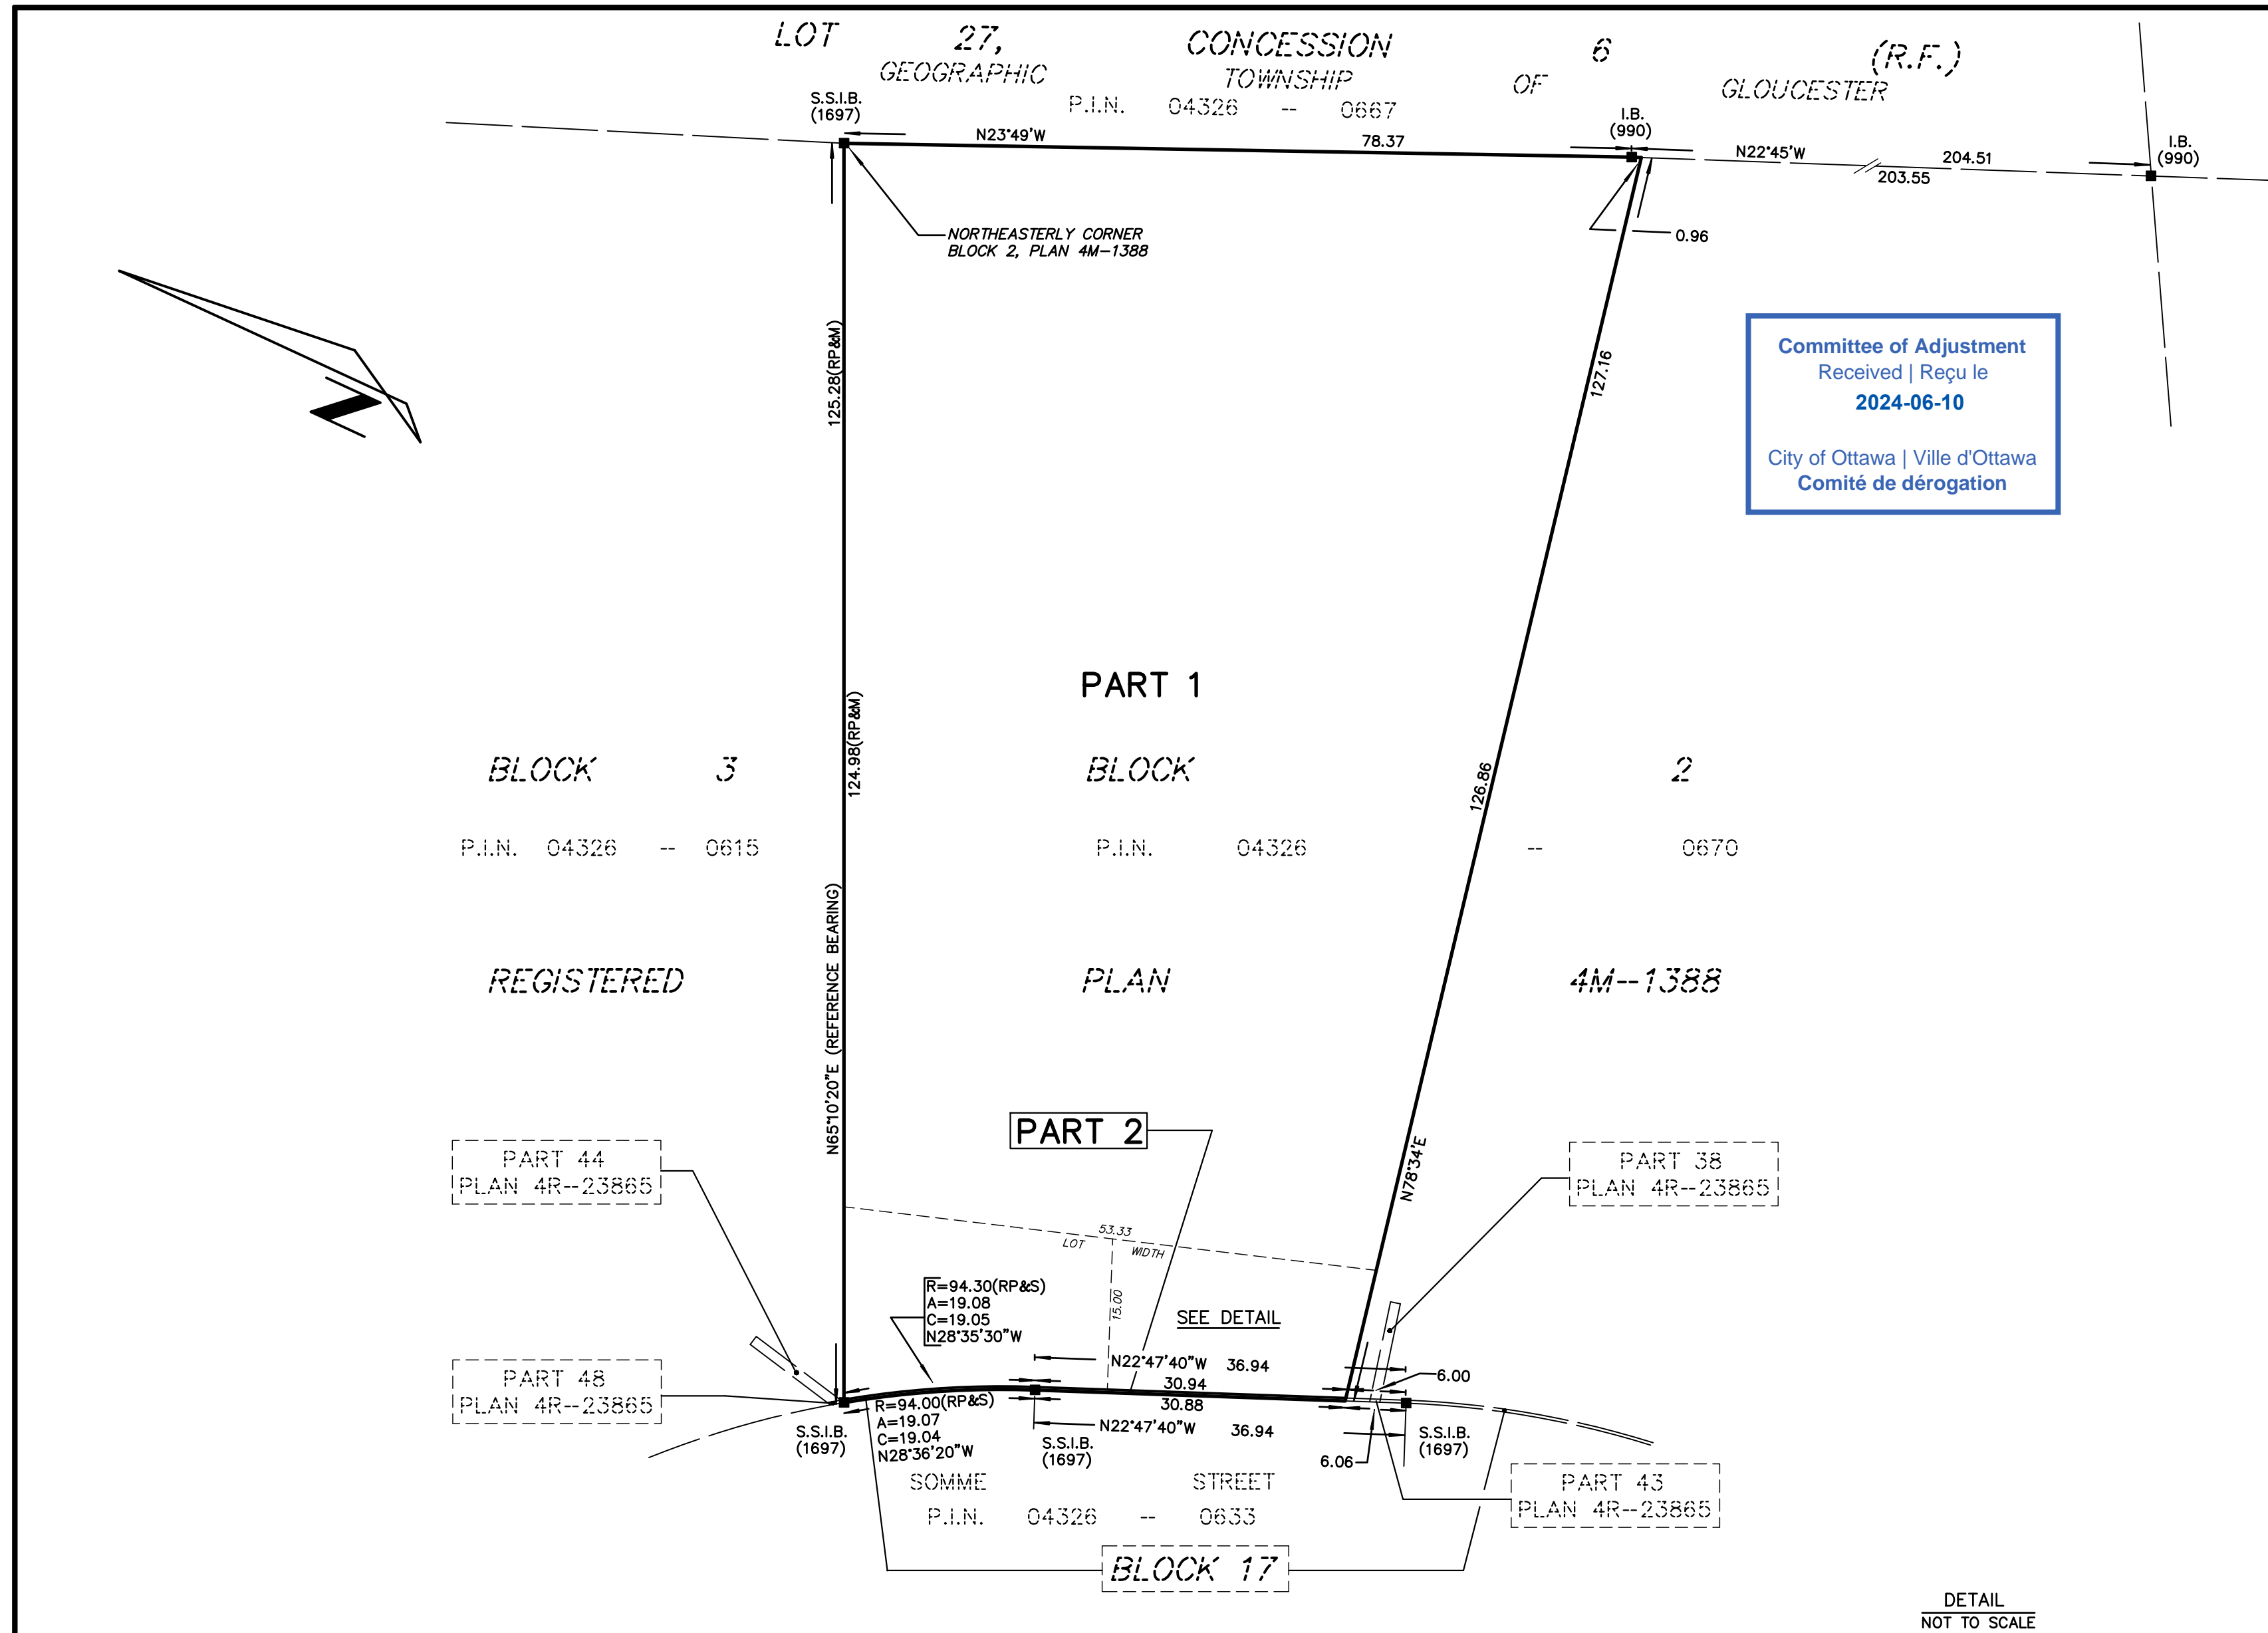 LOT 27, CONCESSION 6 (R.F.)
GEOGRAPHIC TOWNSHIP OF GLOUCESTER
P.I.N. 04326 -- 0667
S.S.I.B.
(1697)
N23°49'W
78.37
I.B.
(990)
N22°45'W
204.51
203.55
I.B.
(990)
NORTHEASTERLY CORNER
BLOCK 2, PLAN 4M-1388
0.96
Committee of Adjustment
Received | Reçu le
2024-06-10
City of Ottawa | Ville d'Ottawa
Comité de dérogation
125.28(RP&M)
127.16
PART 1
124.98(RP&M)
126.86
BLOCK 3
BLOCK 2
P.I.N. 04326 -- 0615
P.I.N. 04326 -- 0670
REGISTERED PLAN 4M--1388
N65°10'20"E (REFERENCE BEARING)
N78°34'E
PART 2
PART 44
PLAN 4R--23865
PART 38
PLAN 4R--23865
53.33
LOT WIDTH
15.00
R=94.30(RP&S)
A=19.08
C=19.05
N28°35'30"W
SEE DETAIL
N22°47'40"W 36.94
30.94
6.00
PART 48
PLAN 4R--23865
30.88
R=94.00(RP&S)
A=19.07
C=19.04
N28°36'20"W
N22°47'40"W 36.94
S.S.I.B.
(1697)
S.S.I.B.
(1697)
S.S.I.B.
(1697)
6.06
SOMME STREET
P.I.N. 04326 -- 0633
PART 43
PLAN 4R--23865
BLOCK 17
DETAIL
NOT TO SCALE